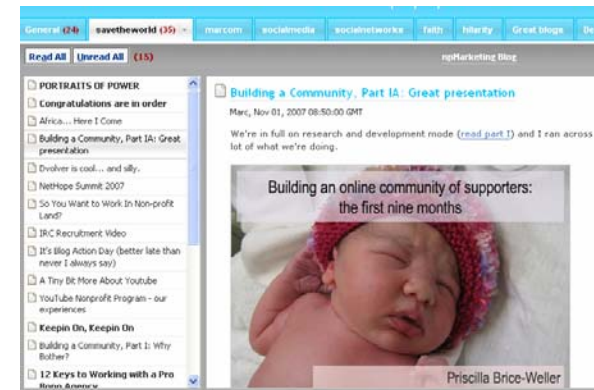 General (24) savetheworld (35) marcom socialmedia socialnetworks faith hilarity Great blogs
Read All Unread All (15) npMarketing Blog
PORTRAITS OF POWER
Congratulations are in order
Africa... Here I Come
Building a Community, Part IA: Great
presentation
Dvolver is cool... and silly.
NetHope Summit 2007
So You Want to Work In Non-profit
Land?
IRC Recruitment Video
It's Blog Action Day (better late than
never I always say)
A Tiny Bit More About Youtube
YouTube Nonprofit Program - our
experiences
Keepin On, Keepin On
Building a Community, Part I: Why
Bother?
12 Keys to Working with a Pro
Bono Agency
Building a Community, Part IA: Great presentation
Marc, Nov 01, 2007 08:50:00 GMT
We're in full on research and development mode (read part I) and I ran across
lot of what we're doing.
Building an online community of supporters:
the first nine months
Priscilla Brice-Weller